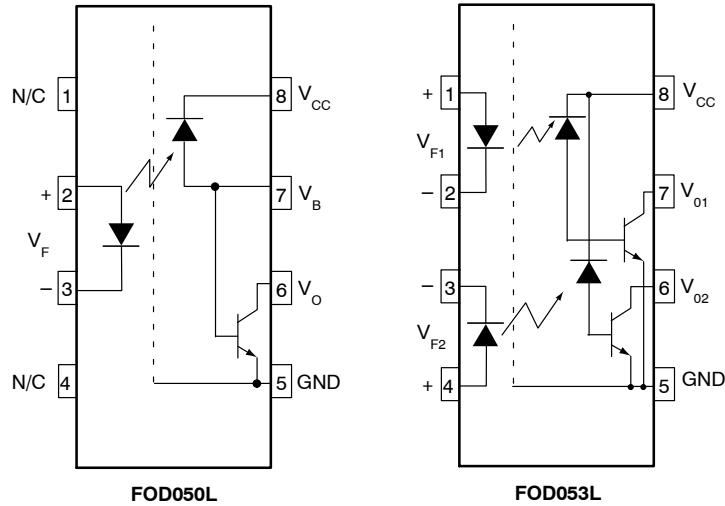 N/C 1
8 V_CC
+ 2
7 V_B
V_F
– 3
6 V_O
N/C 4
5 GND
FOD050L
+ 1
8 V_CC
V_F1
– 2
7 V_01
– 3
6 V_02
V_F2
+ 4
5 GND
FOD053L